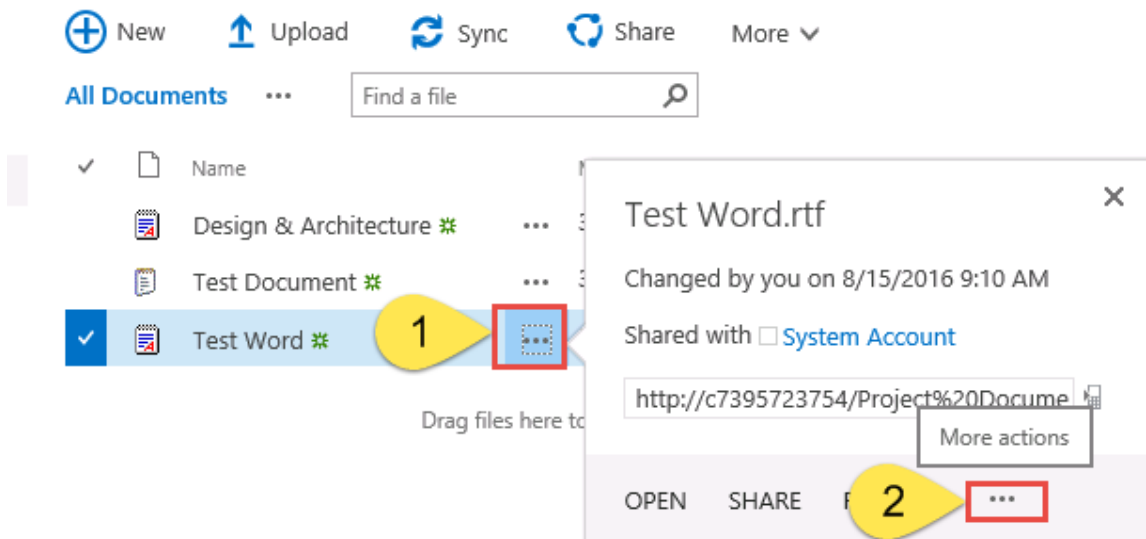 New Upload Sync Share More
All Documents ... Find a file
Name
Design & Architecture ...
Test Document ...
Test Word 1 ...
Drag files here to
Test Word.rtf
Changed by you on 8/15/2016 9:10 AM
Shared with System Account
http://c7395723754/Project%20Docume
More actions
OPEN SHARE F 2 ...